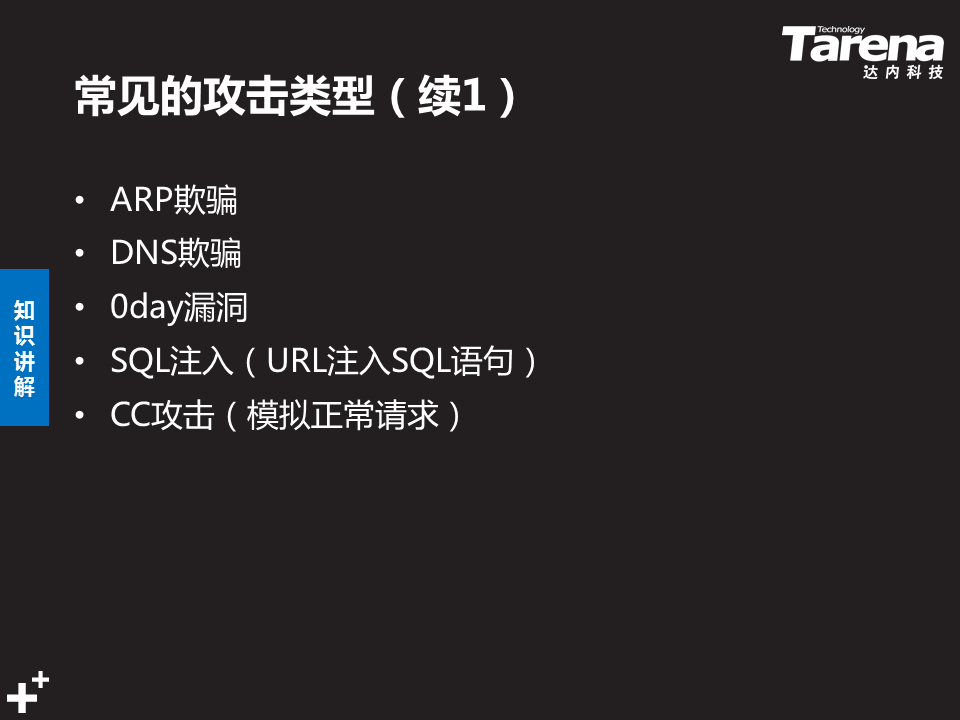 Technology
Tarena
达内科技
常见的攻击类型（续1）
• ARP欺骗
• DNS欺骗
• 0day漏洞
• SQL注入（URL注入SQL语句）
• CC攻击（模拟正常请求）
知识讲解